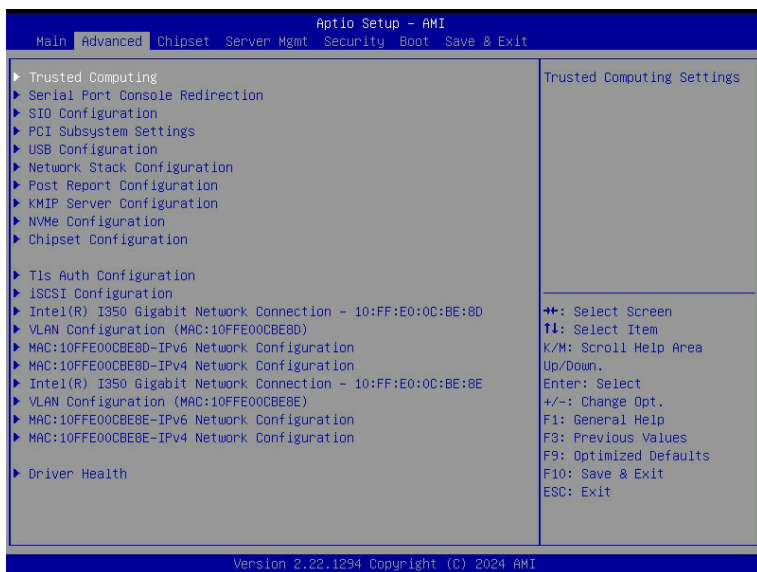 Aptio Setup - AMI
Main Advanced Chipset Server Mgmt Security Boot Save & Exit
Trusted Computing
Serial Port Console Redirection
SIO Configuration
PCI Subsystem Settings
USB Configuration
Network Stack Configuration
Post Report Configuration
KMIP Server Configuration
NVMe Configuration
Chipset Configuration
Tls Auth Configuration
iSCSI Configuration
Intel(R) I350 Gigabit Network Connection - 10:FF:E0:0C:BE:8D
VLAN Configuration (MAC:10FFE00CBE8D)
MAC:10FFE00CBE8D-IPv6 Network Configuration
MAC:10FFE00CBE8D-IPv4 Network Configuration
Intel(R) I350 Gigabit Network Connection - 10:FF:E0:0C:BE:8E
VLAN Configuration (MAC:10FFE00CBE8E)
MAC:10FFE00CBE8E-IPv6 Network Configuration
MAC:10FFE00CBE8E-IPv4 Network Configuration
Driver Health
Trusted Computing Settings
→←: Select Screen
↑↓: Select Item
K/M: Scroll Help Area
Up/Down.
Enter: Select
+/-: Change Opt.
F1: General Help
F3: Previous Values
F9: Optimized Defaults
F10: Save & Exit
ESC: Exit
Version 2.22.1294 Copyright (C) 2024 AMI